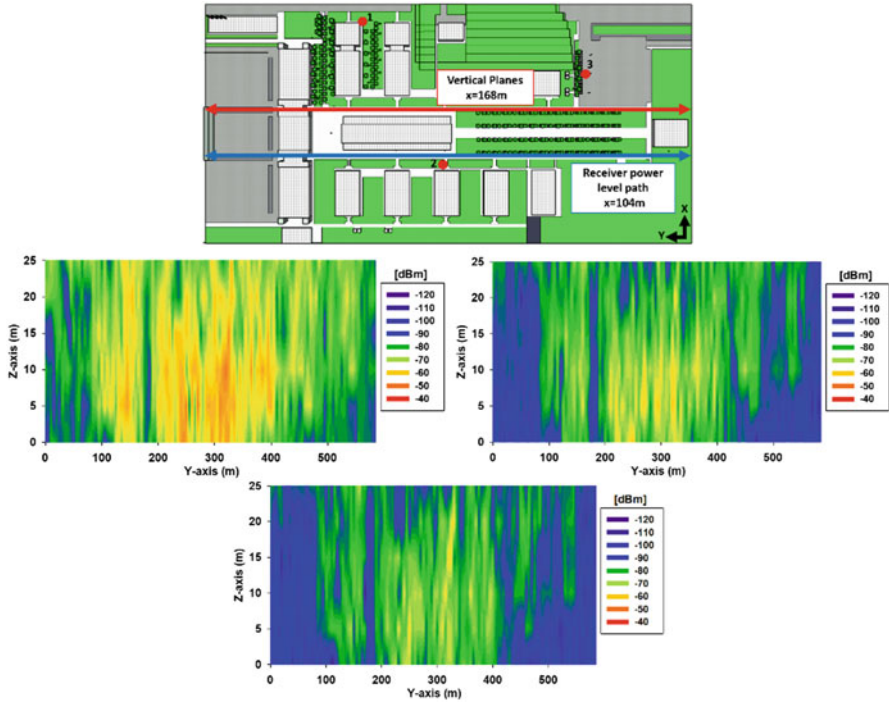 1
3
Vertical Planes
x=168m
2
Receiver power
level path
x=104m
X
Y
25
20
15
10
5
0
Z-axis (m)
0 100 200 300 400 500
Y-axis (m)
[dBm]
-120
-110
-100
-90
-80
-70
-60
-50
-40
25
20
15
10
5
0
Z-axis (m)
0 100 200 300 400 500
Y-axis (m)
[dBm]
-120
-110
-100
-90
-80
-70
-60
-50
-40
25
20
15
10
5
0
Z-axis (m)
0 100 200 300 400 500
Y-axis (m)
[dBm]
-120
-110
-100
-90
-80
-70
-60
-50
-40